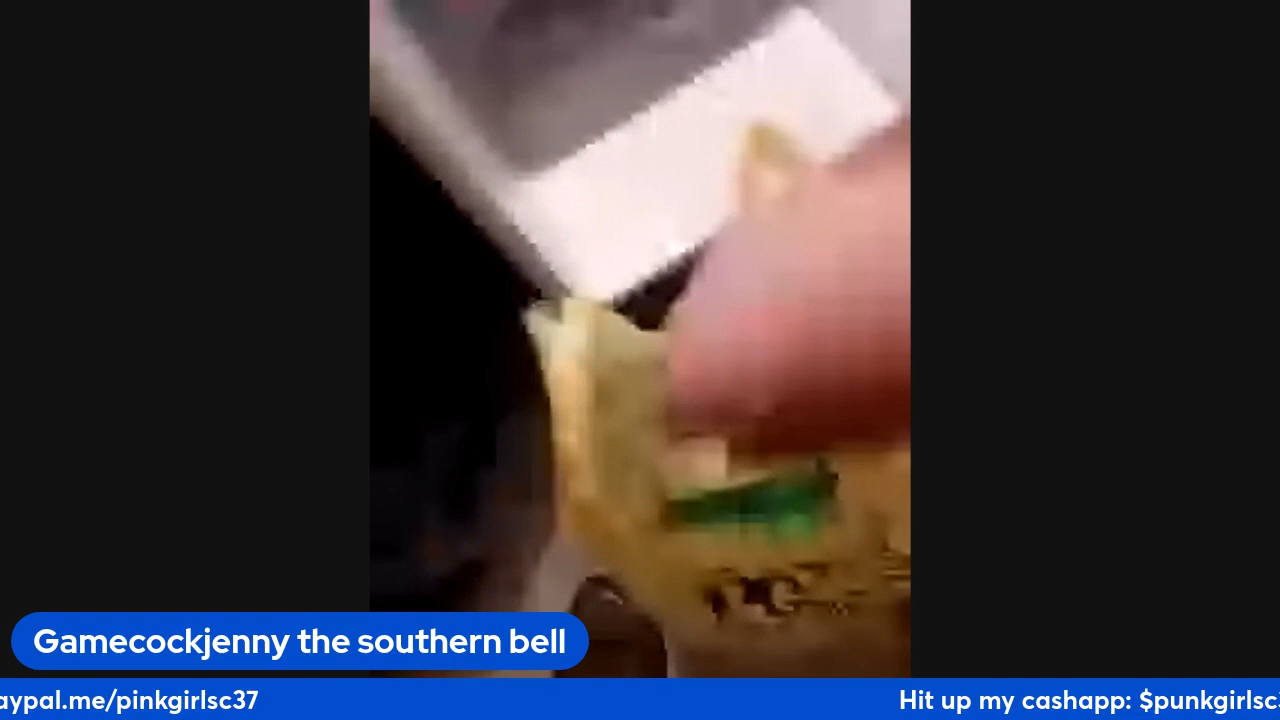 Gamecockjenny the southern bell
aypal.me/pinkgirlsc37
Hit up my cashapp: $punkgirlsc